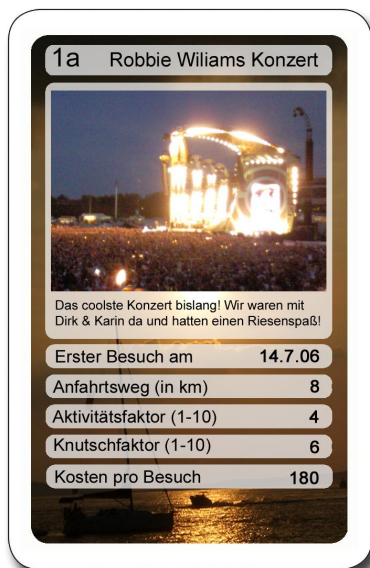 1a Robbie Wiliams Konzert
Das coolste Konzert bislang! Wir waren mit
Dirk & Karin da und hatten einen Riesenspaß!
Erster Besuch am 14.7.06
Anfahrtsweg (in km) 8
Aktivitätsfaktor (1-10) 4
Knutschfaktor (1-10) 6
Kosten pro Besuch 180